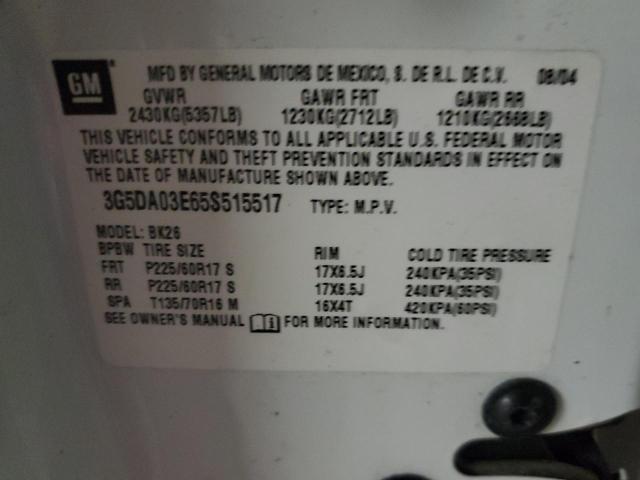 GM
MFD BY GENERAL MOTORS DE MEXICO, S. DE R.L. DE C.V. 08/04
GVWR GAWR FRT GAWR RR
2430KG(5357LB) 1230KG(2712LB) 1210KG(2668LB)
THIS VEHICLE CONFORMS TO ALL APPLICABLE U.S. FEDERAL MOTOR
VEHICLE SAFETY AND THEFT PREVENTION STANDARDS IN EFFECT ON
THE DATE OF MANUFACTURE SHOWN ABOVE.
3G5DA03E65S515517 TYPE: M.P.V.
MODEL: BK26
BPBW TIRE SIZE RIM COLD TIRE PRESSURE
FRT P225/60R17 S 17X6.5J 240KPA(35PSI)
RR P225/60R17 S 17X6.5J 240KPA(35PSI)
SPA T135/70R16 M 16X4T 420KPA(60PSI)
SEE OWNER'S MANUAL FOR MORE INFORMATION.